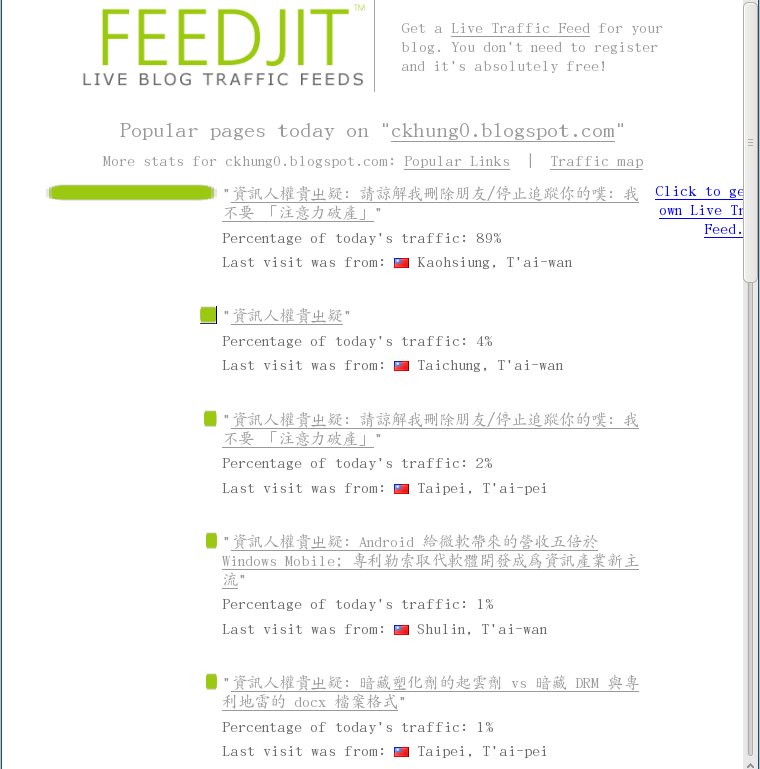 FEEDJIT™
LIVE BLOG TRAFFIC FEEDS
Get a Live Traffic Feed for your
blog. You don't need to register
and it's absolutely free!
Popular pages today on "ckhung0.blogspot.com"
More stats for ckhung0.blogspot.com: Popular Links | Traffic map
"資訊人權貴ㄓ疑: 請諒解我刪除朋友/停止追蹤你的噗: 我
不要 「注意力破產」"
Percentage of today's traffic: 89%
Last visit was from: Kaohsiung, T'ai-wan
Click to ge
own Live Tr
Feed.
"資訊人權貴ㄓ疑"
Percentage of today's traffic: 4%
Last visit was from: Taichung, T'ai-wan
"資訊人權貴ㄓ疑: 請諒解我刪除朋友/停止追蹤你的噗: 我
不要 「注意力破產」"
Percentage of today's traffic: 2%
Last visit was from: Taipei, T'ai-pei
"資訊人權貴ㄓ疑: Android 給微軟帶來的營收五倍於
Windows Mobile; 專利勒索取代軟體開發成為資訊產業新主
流"
Percentage of today's traffic: 1%
Last visit was from: Shulin, T'ai-wan
"資訊人權貴ㄓ疑: 暗藏塑化劑的起雲劑 vs 暗藏 DRM 與專
利地雷的 docx 檔案格式"
Percentage of today's traffic: 1%
Last visit was from: Taipei, T'ai-pei